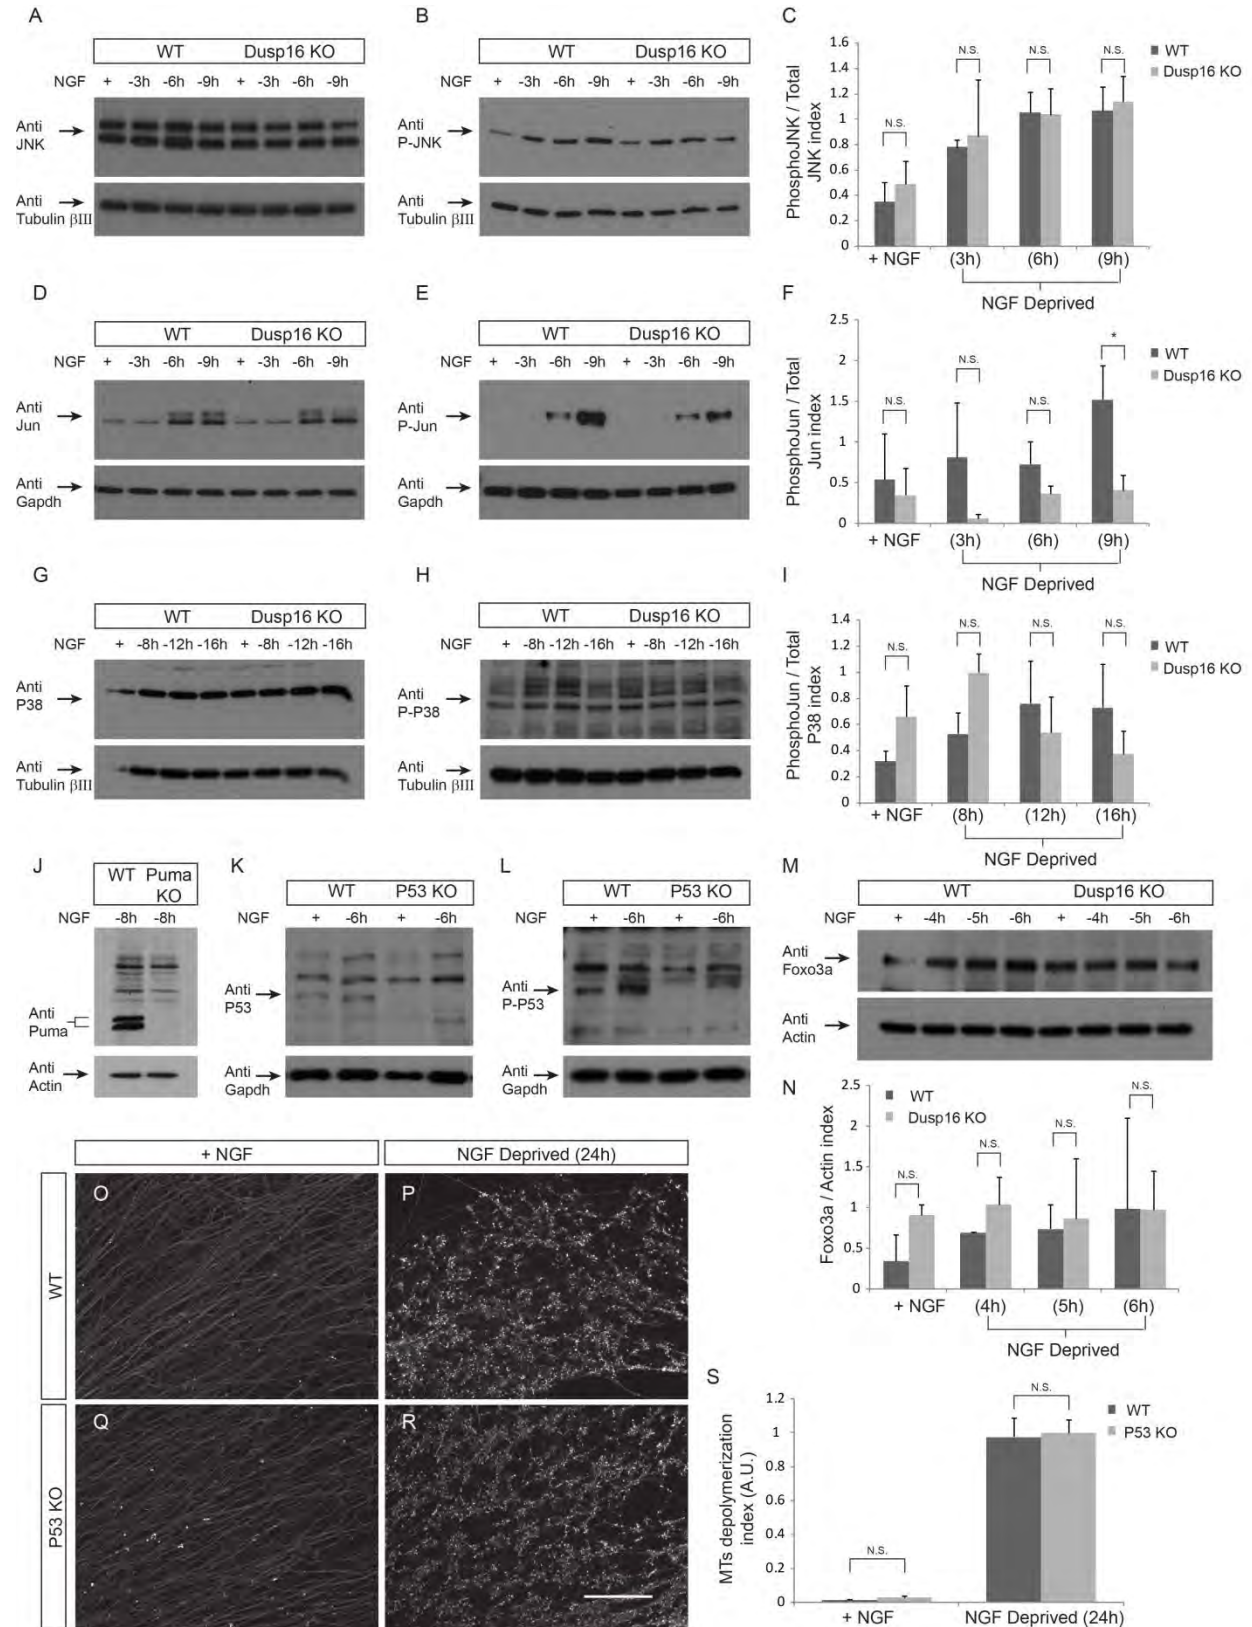 A
WT Dusp16 KO
NGF + -3h -6h -9h + -3h -6h -9h
Anti
JNK
Anti
Tubulin βIII
B
WT Dusp16 KO
NGF + -3h -6h -9h + -3h -6h -9h
Anti
P-JNK
Anti
Tubulin βIII
C
PhosphoJNK / Total
JNK index
1.6
1.4
1.2
1
0.8
0.6
0.4
0.2
0
N.S.
N.S.
N.S.
N.S.
WT
Dusp16 KO
+ NGF (3h) (6h) (9h)
NGF Deprived
D
WT Dusp16 KO
NGF + -3h -6h -9h + -3h -6h -9h
Anti
Jun
Anti
Gapdh
E
WT Dusp16 KO
NGF + -3h -6h -9h + -3h -6h -9h
Anti
P-Jun
Anti
Gapdh
F
PhosphoJun / Total
Jun index
2.5
2
1.5
1
0.5
0
N.S.
N.S.
N.S.
*
WT
Dusp16 KO
+ NGF (3h) (6h) (9h)
NGF Deprived
G
WT Dusp16 KO
NGF + -8h -12h -16h + -8h -12h -16h
Anti
P38
Anti
Tubulin βIII
H
WT Dusp16 KO
NGF + -8h -12h -16h + -8h -12h -16h
Anti
P-P38
Anti
Tubulin βIII
I
PhosphoJun / Total
P38 index
1.4
1.2
1
0.8
0.6
0.4
0.2
0
N.S.
N.S.
N.S.
N.S.
WT
Dusp16 KO
+ NGF (8h) (12h) (16h)
NGF Deprived
J
WT Puma
KO
NGF -8h -8h
Anti
Puma
Anti
Actin
K
WT P53 KO
NGF + -6h + -6h
Anti
P53
Anti
Gapdh
L
WT P53 KO
NGF + -6h + -6h
Anti
P-P53
Anti
Gapdh
M
WT Dusp16 KO
NGF + -4h -5h -6h + -4h -5h -6h
Anti
Foxo3a
Anti
Actin
N
Foxo3a / Actin index
2.5
2
1.5
1
0.5
0
WT
Dusp16 KO
N.S.
N.S.
N.S.
N.S.
+ NGF (4h) (5h) (6h)
NGF Deprived
+ NGF NGF Deprived (24h)
WT
O P
P53 KO
Q R
S
MTs depolymerization
index (A.U.)
1.2
1
0.8
0.6
0.4
0.2
0
N.S.
N.S.
WT
P53 KO
+ NGF NGF Deprived (24h)